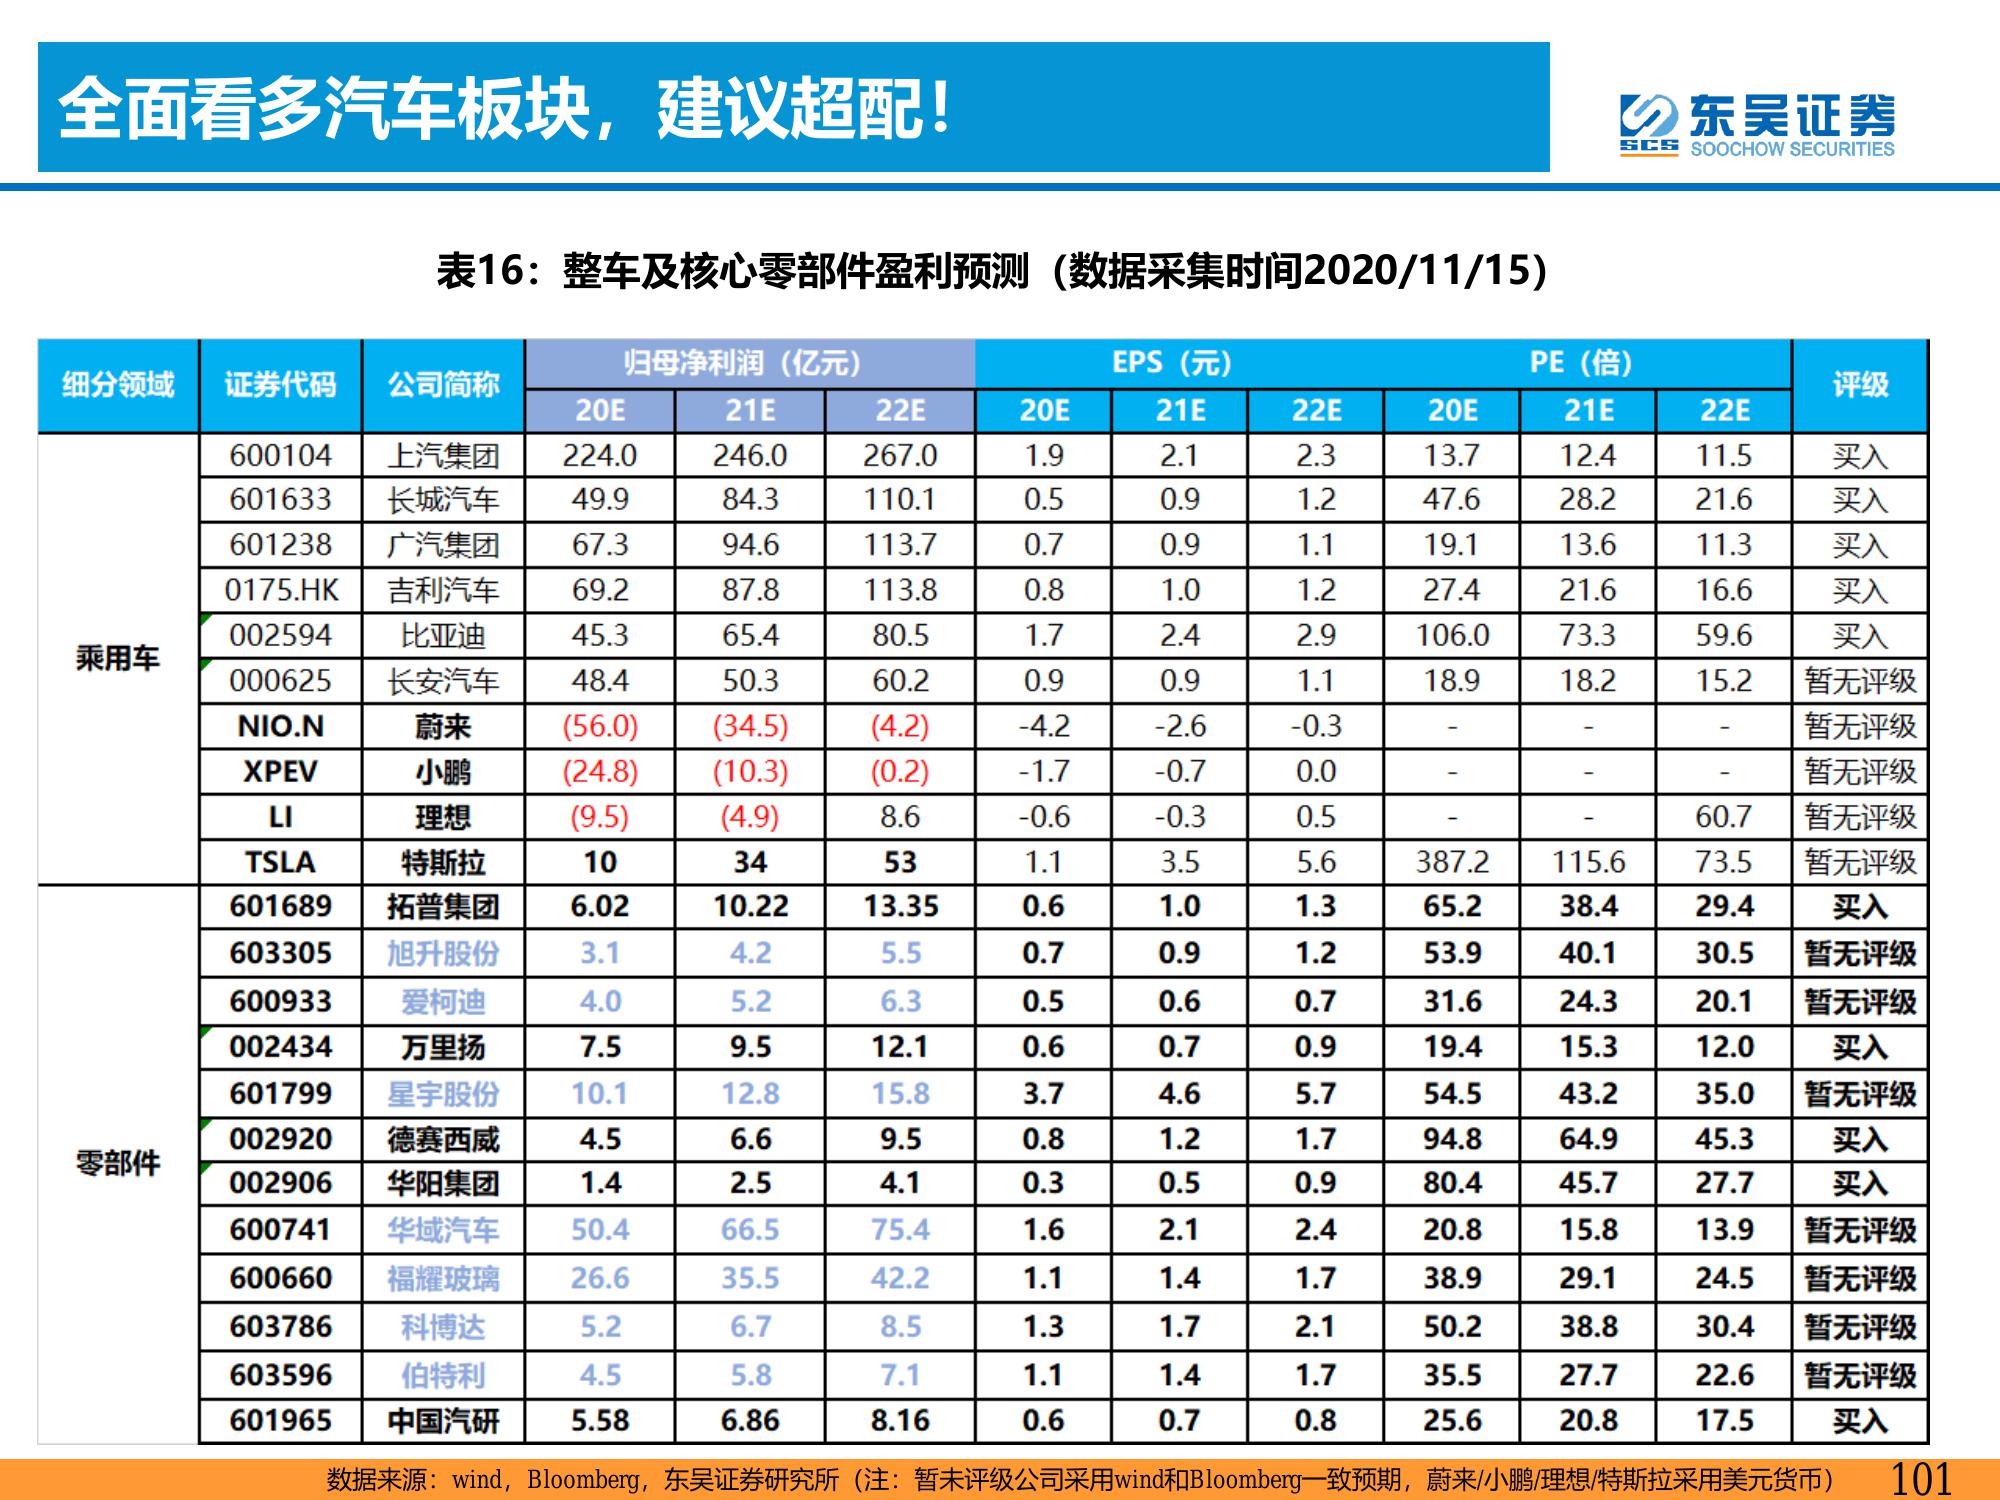 全面看多汽车板块，建议超配！
东吴证券
SCS SOOCHOW SECURITIES
表16：整车及核心零部件盈利预测（数据采集时间2020/11/15）
细分领域 证券代码 公司简称 归母净利润（亿元） EPS（元） PE（倍） 评级
20E 21E 22E 20E 21E 22E 20E 21E 22E
乘用车
600104 上汽集团 224.0 246.0 267.0 1.9 2.1 2.3 13.7 12.4 11.5 买入
601633 长城汽车 49.9 84.3 110.1 0.5 0.9 1.2 47.6 28.2 21.6 买入
601238 广汽集团 67.3 94.6 113.7 0.7 0.9 1.1 19.1 13.6 11.3 买入
0175.HK 吉利汽车 69.2 87.8 113.8 0.8 1.0 1.2 27.4 21.6 16.6 买入
002594 比亚迪 45.3 65.4 80.5 1.7 2.4 2.9 106.0 73.3 59.6 买入
000625 长安汽车 48.4 50.3 60.2 0.9 0.9 1.1 18.9 18.2 15.2 暂无评级
NIO.N 蔚来 (56.0) (34.5) (4.2) -4.2 -2.6 -0.3 - - - 暂无评级
XPEV 小鹏 (24.8) (10.3) (0.2) -1.7 -0.7 0.0 - - - 暂无评级
LI 理想 (9.5) (4.9) 8.6 -0.6 -0.3 0.5 - - 60.7 暂无评级
TSLA 特斯拉 10 34 53 1.1 3.5 5.6 387.2 115.6 73.5 暂无评级
零部件
601689 拓普集团 6.02 10.22 13.35 0.6 1.0 1.3 65.2 38.4 29.4 买入
603305 旭升股份 3.1 4.2 5.5 0.7 0.9 1.2 53.9 40.1 30.5 暂无评级
600933 爱柯迪 4.0 5.2 6.3 0.5 0.6 0.7 31.6 24.3 20.1 暂无评级
002434 万里扬 7.5 9.5 12.1 0.6 0.7 0.9 19.4 15.3 12.0 买入
601799 星宇股份 10.1 12.8 15.8 3.7 4.6 5.7 54.5 43.2 35.0 暂无评级
002920 德赛西威 4.5 6.6 9.5 0.8 1.2 1.7 94.8 64.9 45.3 买入
002906 华阳集团 1.4 2.5 4.1 0.3 0.5 0.9 80.4 45.7 27.7 买入
600741 华域汽车 50.4 66.5 75.4 1.6 2.1 2.4 20.8 15.8 13.9 暂无评级
600660 福耀玻璃 26.6 35.5 42.2 1.1 1.4 1.7 38.9 29.1 24.5 暂无评级
603786 科博达 5.2 6.7 8.5 1.3 1.7 2.1 50.2 38.8 30.4 暂无评级
603596 伯特利 4.5 5.8 7.1 1.1 1.4 1.7 35.5 27.7 22.6 暂无评级
601965 中国汽研 5.58 6.86 8.16 0.6 0.7 0.8 25.6 20.8 17.5 买入
数据来源：wind，Bloomberg，东吴证券研究所（注：暂未评级公司采用wind和Bloomberg一致预期，蔚来/小鹏/理想/特斯拉采用美元货币）
101